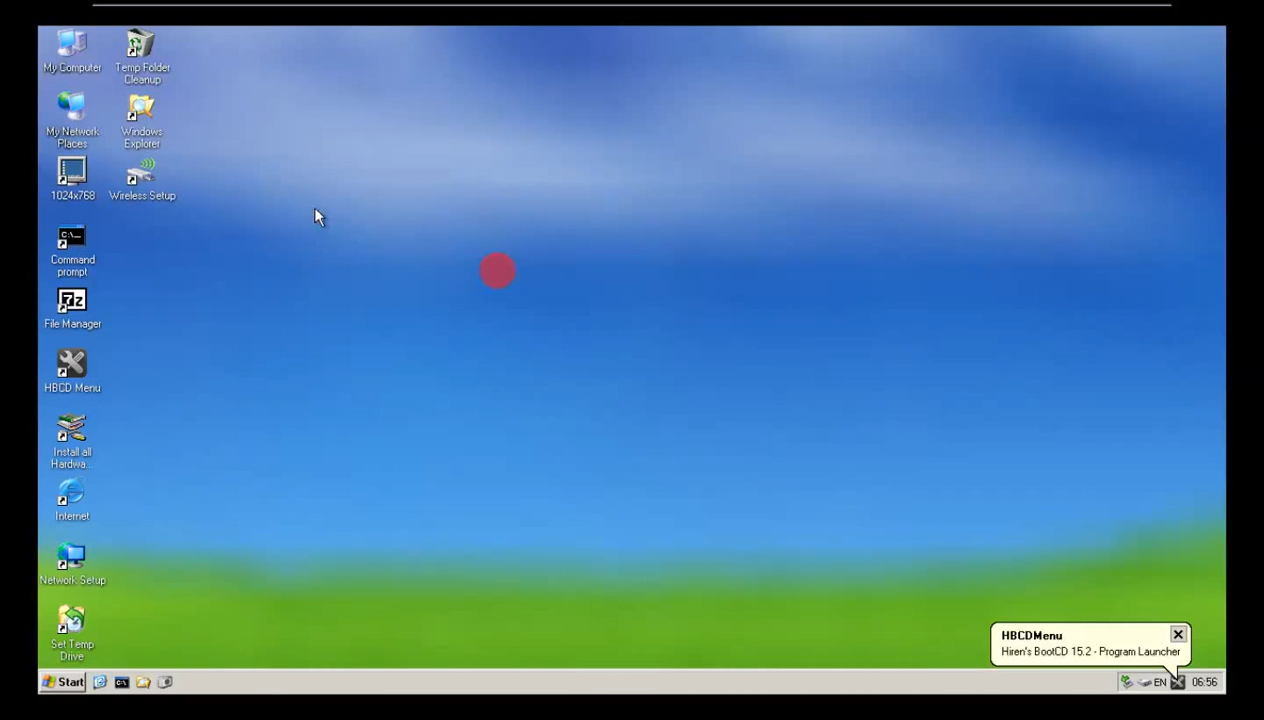 My Computer
Temp Folder
Cleanup
My Network
Places
Windows
Explorer
1024x768
Wireless Setup
C:\_
Command
prompt
7z
File Manager
HBCD Menu
Install all
Hardwa...
Internet
Network Setup
Set Temp
Drive
HBCDMenu
Hiren's BootCD 15.2 - Program Launcher
Start
EN
06:56